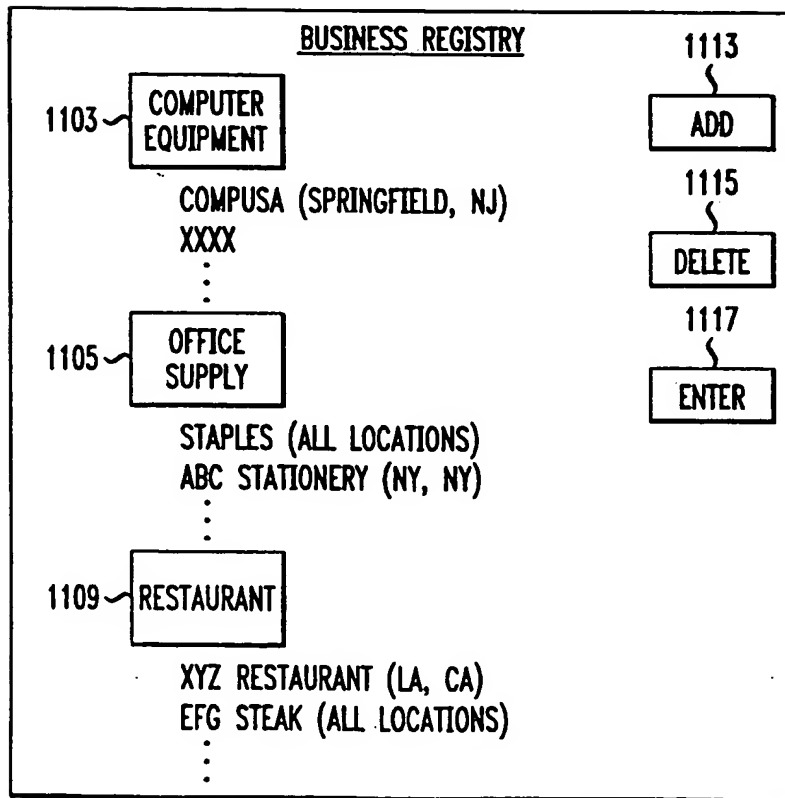 BUSINESS REGISTRY
1103
COMPUTER
EQUIPMENT
COMPUSA (SPRINGFIELD, NJ)
XXXX
1105
OFFICE
SUPPLY
STAPLES (ALL LOCATIONS)
ABC STATIONERY (NY, NY)
1109
RESTAURANT
XYZ RESTAURANT (LA, CA)
EFG STEAK (ALL LOCATIONS)
1113
ADD
1115
DELETE
1117
ENTER